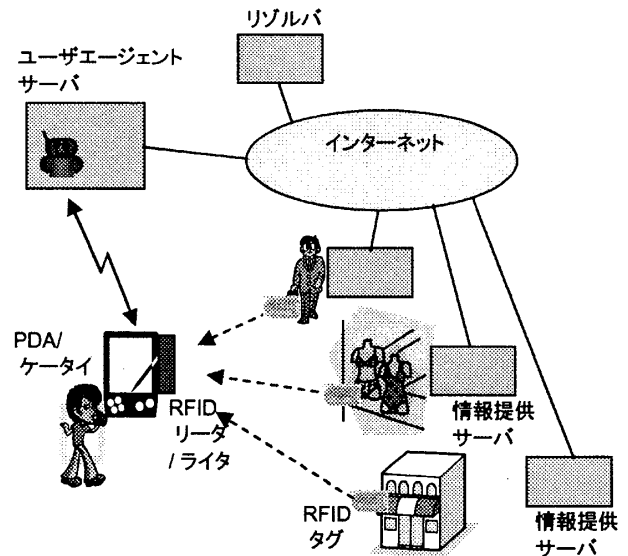 リゾルバ
ユーザエージェント
サーバ
インターネット
PDA/
ケータイ
RFID
リーダ
/ライタ
情報提供
サーバ
RFID
タグ
情報提供
サーバ